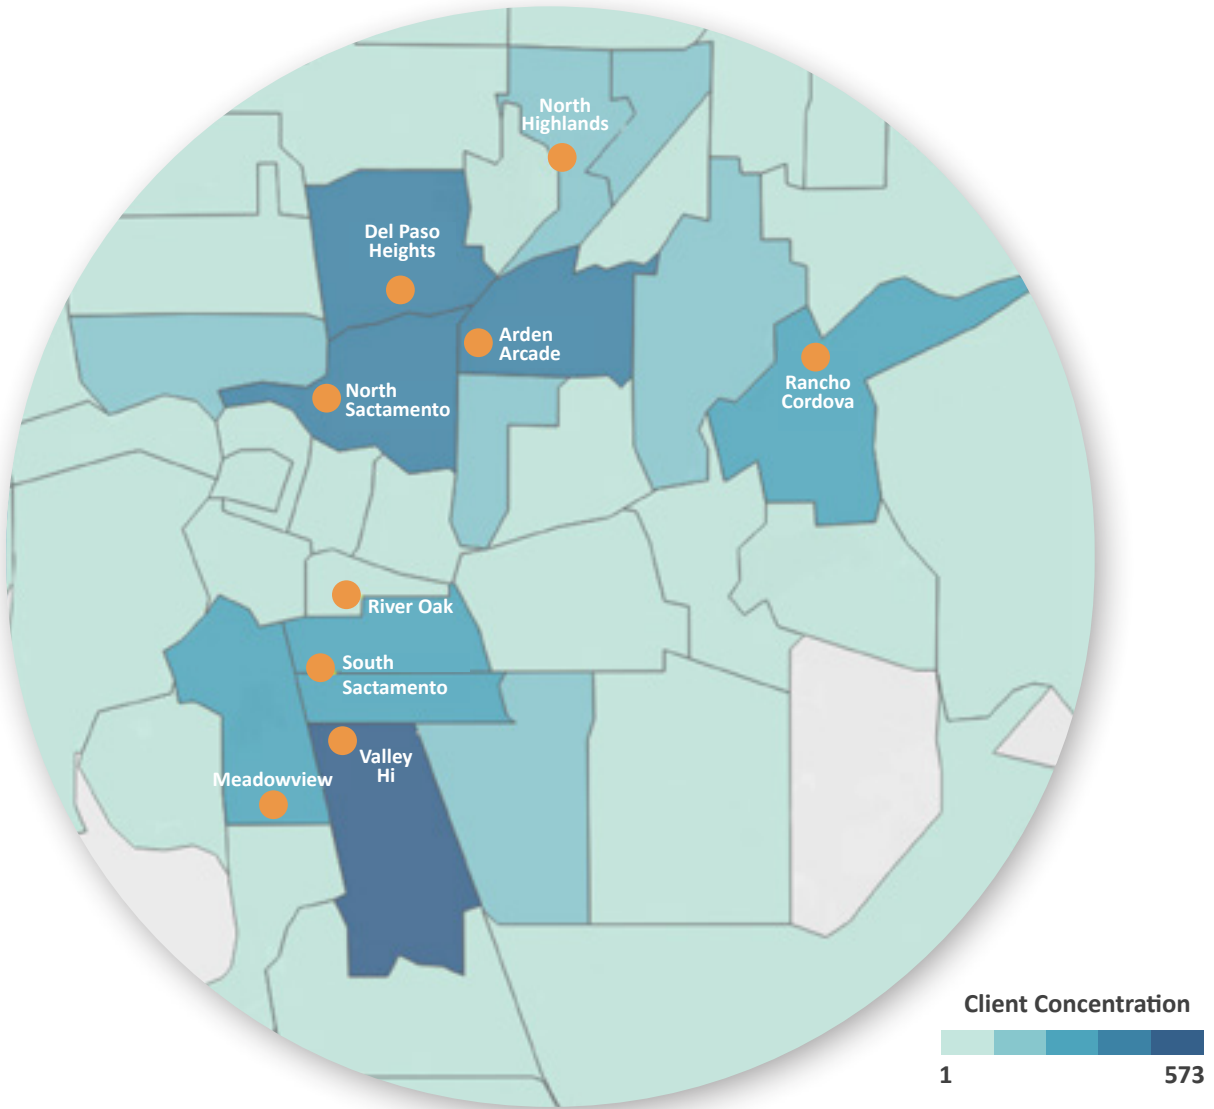 North
Highlands
Del Paso
Heights
Arden
Arcade
North
Sactamento
Rancho
Cordova
River Oak
South
Sactamento
Valley
Hi
Meadowview
Client Concentration
1
573